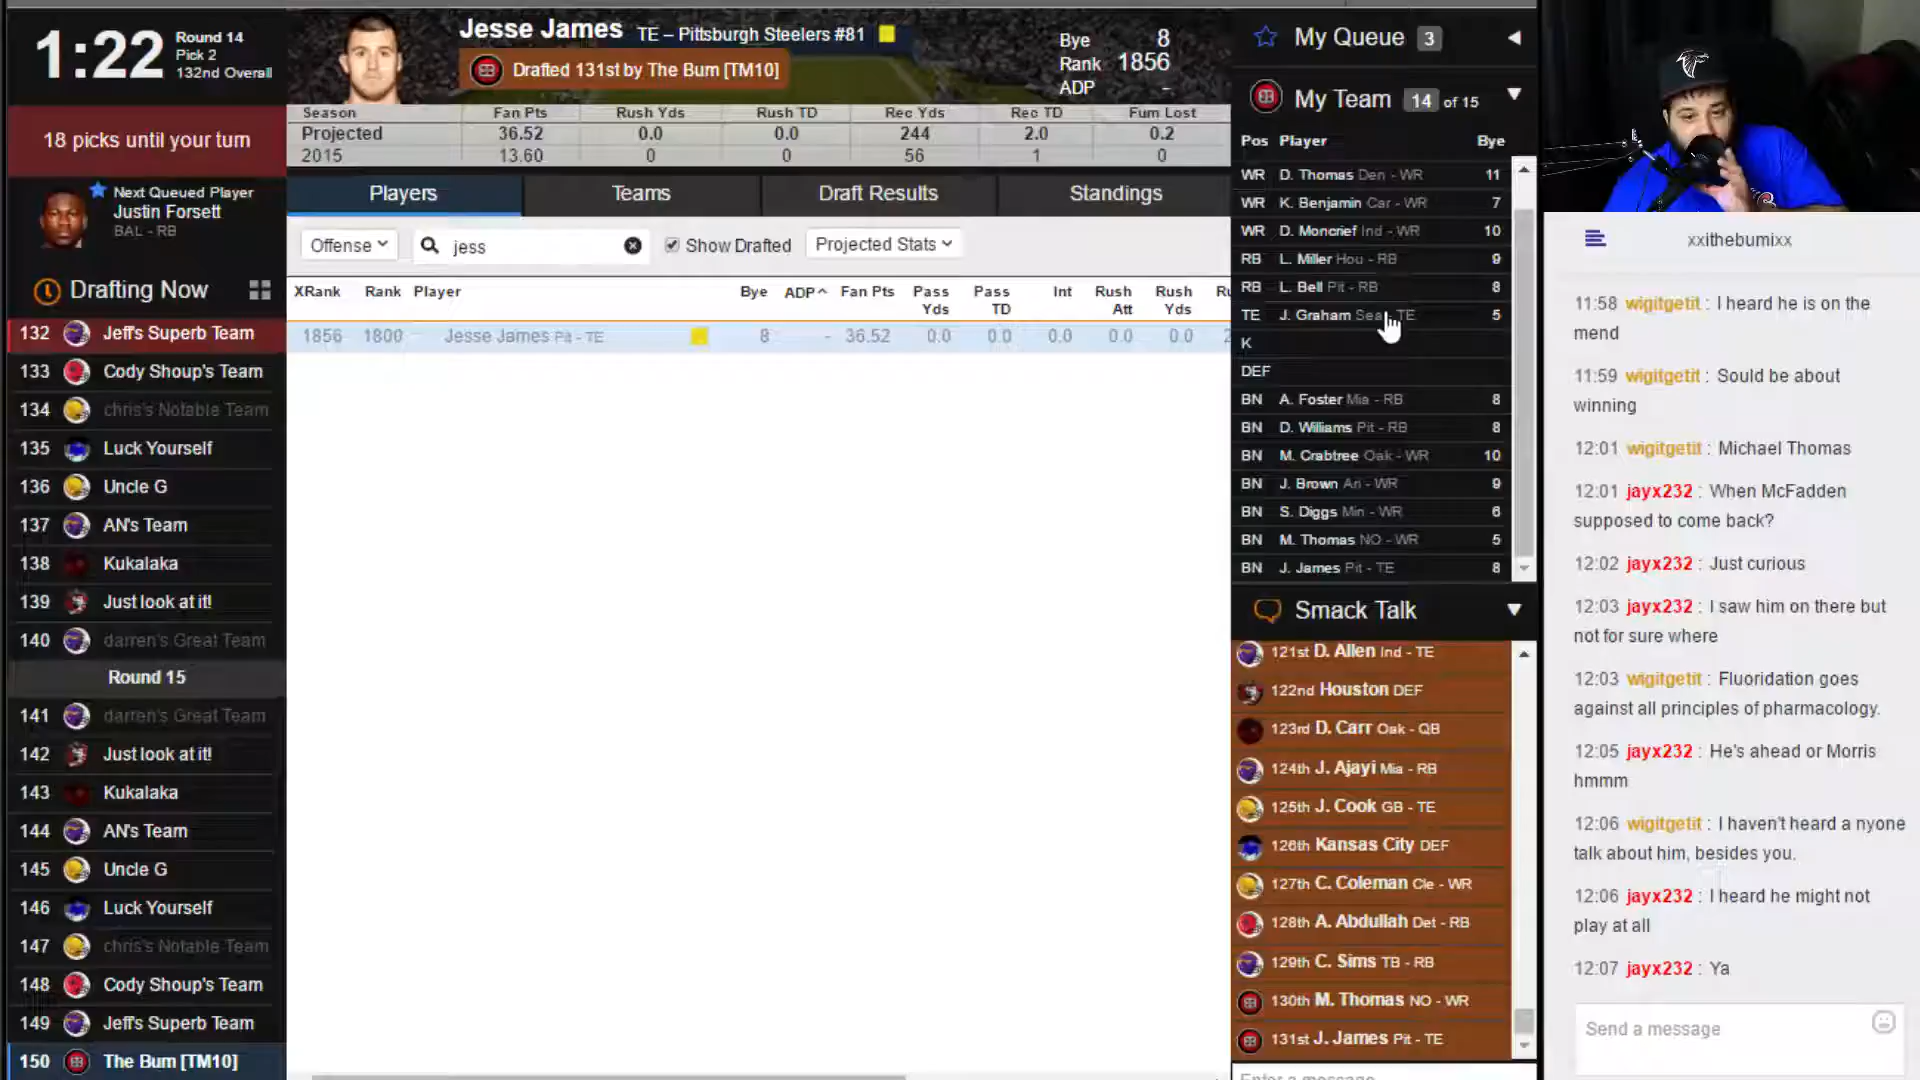 1:22
Round 14
Pick 2
132nd Overall
18 picks until your turn
Next Queued Player
Justin Forsett
BAL - RB
Drafting Now
132 Jeff's Superb Team
133 Cody Shoup's Team
134 chris's Notable Team
135 Luck Yourself
136 Uncle G
137 AN's Team
138 Kukalaka
139 Just look at it!
140 darren's Great Team
Round 15
141 darren's Great Team
142 Just look at it!
143 Kukalaka
144 AN's Team
145 Uncle G
146 Luck Yourself
147 chris's Notable Team
148 Cody Shoup's Team
149 Jeff's Superb Team
150 The Bum [TM10]
Jesse James TE – Pittsburgh Steelers #81
Drafted 131st by The Bum [TM10]
Bye 8
Rank 1856
ADP -
Season Fan Pts Rush Yds Rush TD Rec Yds Rec TD Fum Lost
Projected 36.52 0.0 0.0 244 2.0 0.2
2015 13.60 0 0 56 1 0
Players Teams Draft Results Standings
Offense jess Show Drafted Projected Stats
XRank Rank Player Bye ADP Fan Pts Pass Yds Pass TD Int Rush Att Rush Yds
1856 1800 Jesse James Pit - TE 8 - 36.52 0.0 0.0 0.0 0.0 0.0 2
My Queue 3
My Team 14 of 15
Pos Player Bye
WR D. Thomas Den - WR 11
WR K. Benjamin Car - WR 7
WR D. Moncrief Ind - WR 10
RB L. Miller Hou - RB 9
RB L. Bell Pit - RB 8
TE J. Graham Sea - TE 5
K
DEF
BN A. Foster Mia - RB 8
BN D. Williams Pit - RB 8
BN M. Crabtree Oak - WR 10
BN J. Brown Ari - WR 9
BN S. Diggs Min - WR 6
BN M. Thomas NO - WR 5
BN J. James Pit - TE 8
Smack Talk
121st D. Allen Ind - TE
122nd Houston DEF
123rd D. Carr Oak - QB
124th J. Ajayi Mia - RB
125th J. Cook GB - TE
126th Kansas City DEF
127th C. Coleman Cle - WR
128th A. Abdullah Det - RB
129th C. Sims TB - RB
130th M. Thomas NO - WR
131st J. James Pit - TE
Enter a message
xxithebumixx
11:58 wigitgetit : I heard he is on the
mend
11:59 wigitgetit : Sould be about
winning
12:01 wigitgetit : Michael Thomas
12:01 jayx232 : When McFadden
supposed to come back?
12:02 jayx232 : Just curious
12:03 jayx232 : I saw him on there but
not for sure where
12:03 wigitgetit : Fluoridation goes
against all principles of pharmacology.
12:05 jayx232 : He's ahead or Morris
hmmm
12:06 wigitgetit : I haven't heard a nyone
talk about him, besides you.
12:06 jayx232 : I heard he might not
play at all
12:07 jayx232 : Ya
Send a message